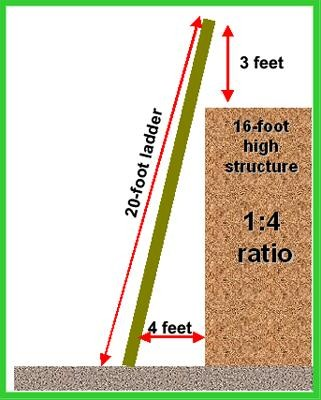 3 feet
20-foot ladder
16-foot
high
structure
1:4
ratio
4 feet